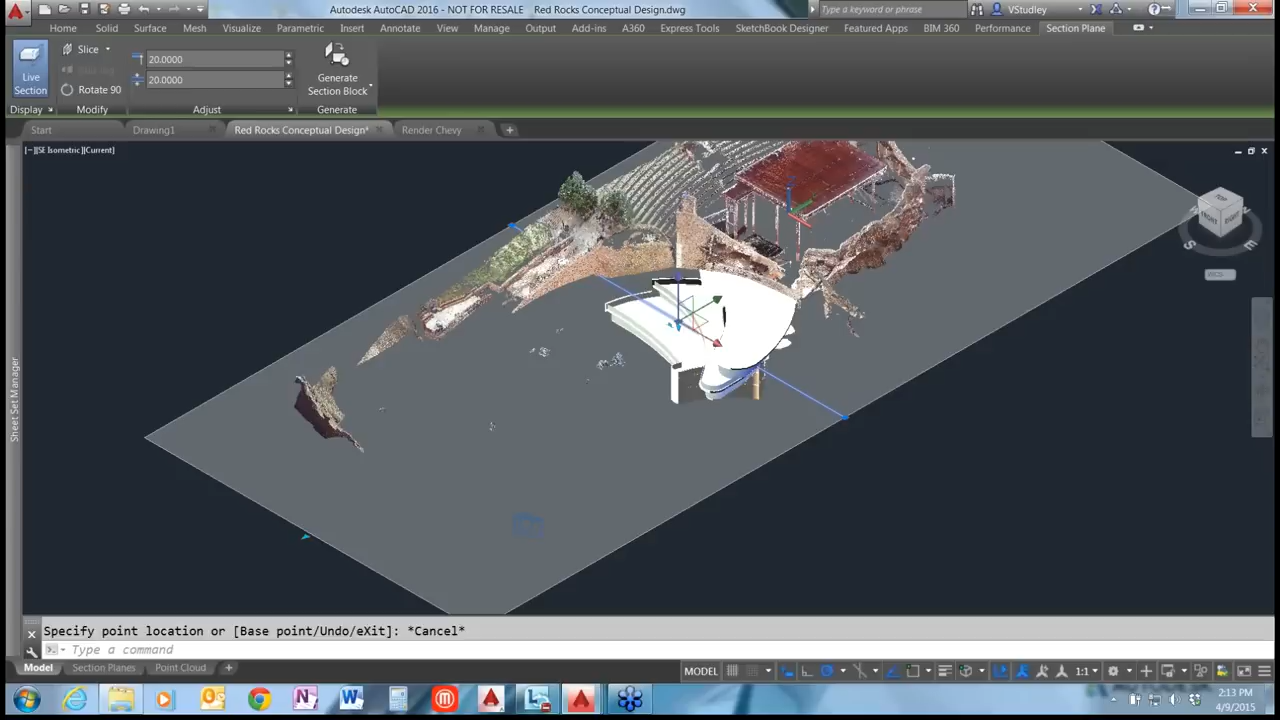 Autodesk AutoCAD 2016 - NOT FOR RESALE Red Rocks Conceptual Design.dwg
Type a keyword or phrase
VStudley
Home Solid Surface Mesh Visualize Parametric Insert Annotate View Manage Add-ins Output A360 Express Tools SketchBook Designer Featured Apps BIM 360 Performance Section Plane
Live Section
Slice
Rotate 90
20.0000
20.0000
Generate Section Block
Display Modify Adjust Generate
Start Drawing1 Red Rocks Conceptual Design* Render Chevy
[−][SE Isometric][Current]
TOP
FRONT RIGHT
S E
WCS
Sheet Set Manager
Specify point location or [Base point/Undo/eXit]: *Cancel*
Type a command
Model Section Planes Point Cloud
MODEL 1:1
2:13 PM
4/9/2015